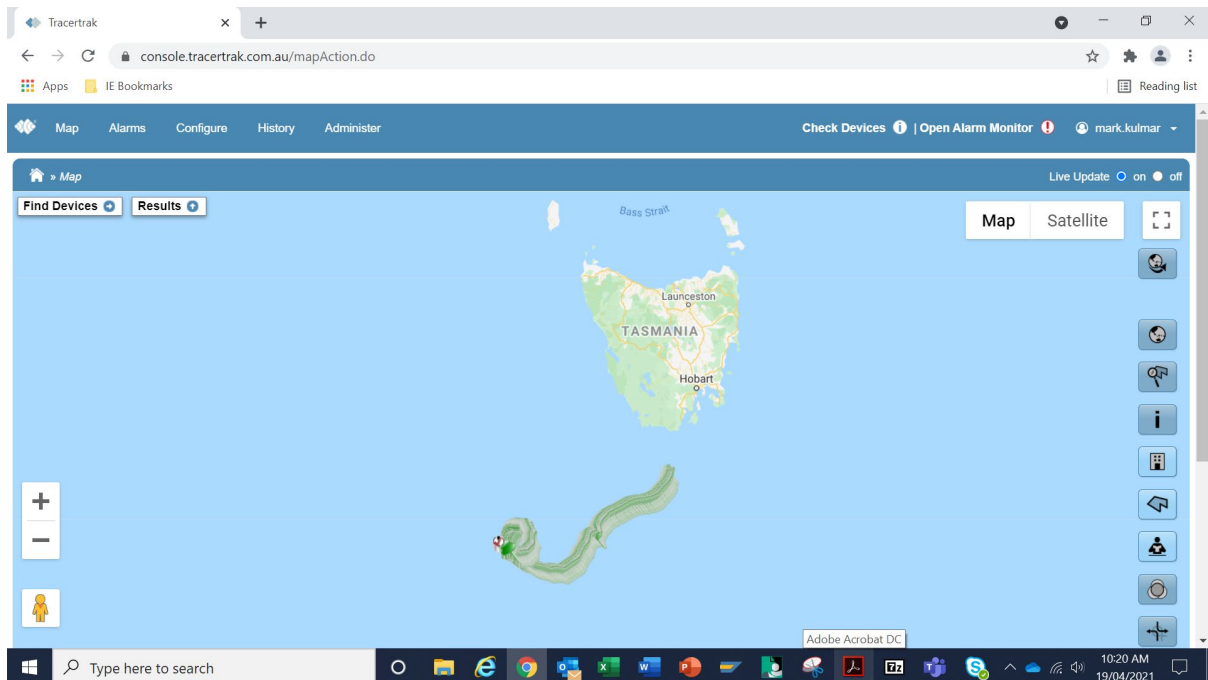 Tracertrak
console.tracertrak.com.au/mapAction.do
Apps IE Bookmarks Reading list
Map Alarms Configure History Administer Check Devices | Open Alarm Monitor mark.kulmar
» Map Live Update on off
Find Devices Results
Bass Strait
Map Satellite
Launceston
TASMANIA
Hobart
Adobe Acrobat DC
Type here to search
10:20 AM
19/04/2021